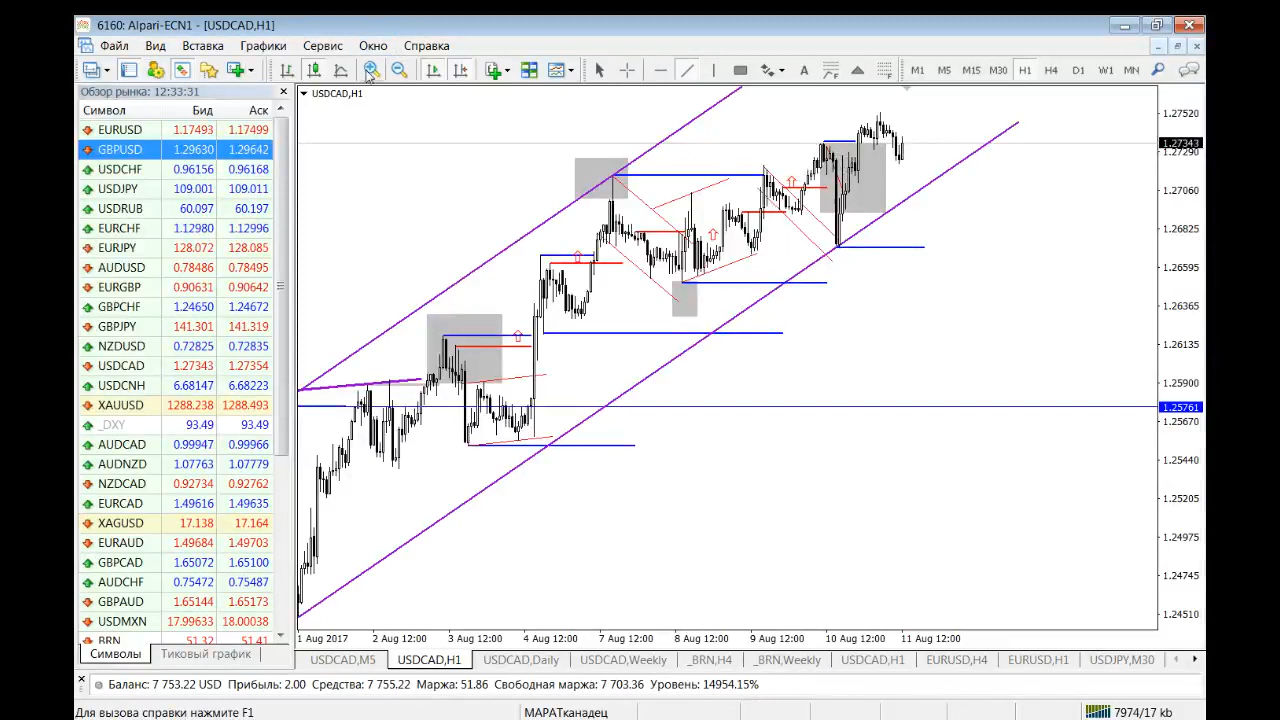 6160: Alpari-ECN1 - [USDCAD,H1]
Файл Вид Вставка Графики Сервис Окно Справка
A M1 M5 M15 M30 H1 H4 D1 W1 MN
Обзор рынка: 12:33:31
Символ Бид Аск
EURUSD 1.17493 1.17499
GBPUSD 1.29630 1.29642
USDCHF 0.96156 0.96168
USDJPY 109.001 109.011
USDRUB 60.097 60.197
EURCHF 1.12980 1.12996
EURJPY 128.072 128.085
AUDUSD 0.78486 0.78495
EURGBP 0.90631 0.90642
GBPCHF 1.24650 1.24672
GBPJPY 141.301 141.319
NZDUSD 0.72825 0.72835
USDCAD 1.27343 1.27354
USDCNH 6.68147 6.68223
XAUUSD 1288.238 1288.493
_DXY 93.49 93.49
AUDCAD 0.99947 0.99966
AUDNZD 1.07763 1.07779
NZDCAD 0.92734 0.92762
EURCAD 1.49616 1.49635
XAGUSD 17.138 17.164
EURAUD 1.49684 1.49703
GBPCAD 1.65072 1.65100
AUDCHF 0.75472 0.75487
GBPAUD 1.65144 1.65173
USDMXN 17.99633 18.00038
BRN 51.32 51.41
Символы Тиковый график
USDCAD,H1
1.27520
1.27343
1.27290
1.27060
1.26825
1.26595
1.26365
1.26135
1.25900
1.25761
1.25670
1.25440
1.25205
1.24975
1.24745
1.24510
1 Aug 2017 2 Aug 12:00 3 Aug 12:00 4 Aug 12:00 7 Aug 12:00 8 Aug 12:00 9 Aug 12:00 10 Aug 12:00 11 Aug 12:00
USDCAD,M5 USDCAD,H1 USDCAD,Daily USDCAD,Weekly _BRN,H4 _BRN,Weekly USDCAD,H1 EURUSD,H4 EURUSD,H1 USDJPY,M30
Баланс: 7 753.22 USD Прибыль: 2.00 Средства: 7 755.22 Маржа: 51.86 Свободная маржа: 7 703.36 Уровень: 14954.15%
Для вызова справки нажмите F1 МАРАТканадец 7974/17 kb